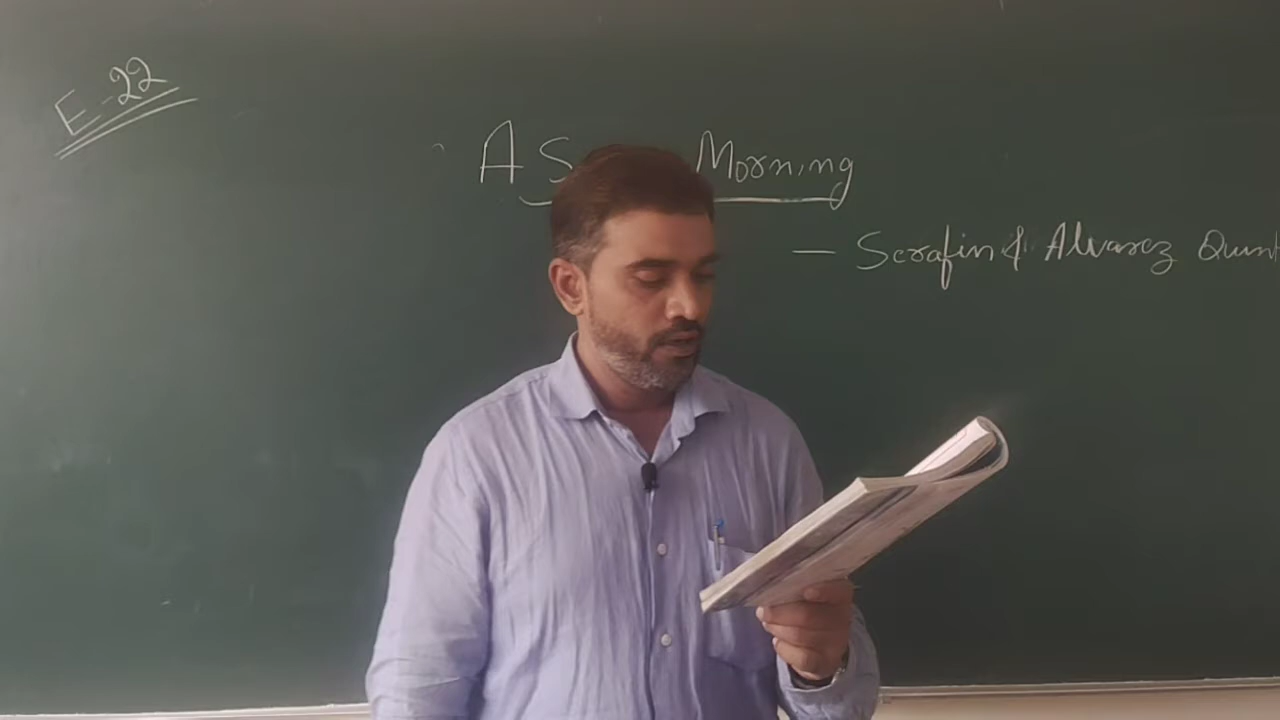 E-22
A S Morning
— Serafin & Alvarez Quint